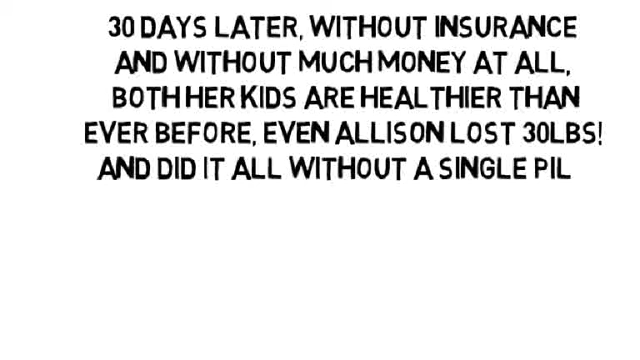 30 DAYS LATER, WITHOUT INSURANCE
AND WITHOUT MUCH MONEY AT ALL,
BOTH HER KIDS ARE HEALTHIER THAN
EVER BEFORE, EVEN ALLISON LOST 30LBS!
AND DID IT ALL WITHOUT A SINGLE PIL